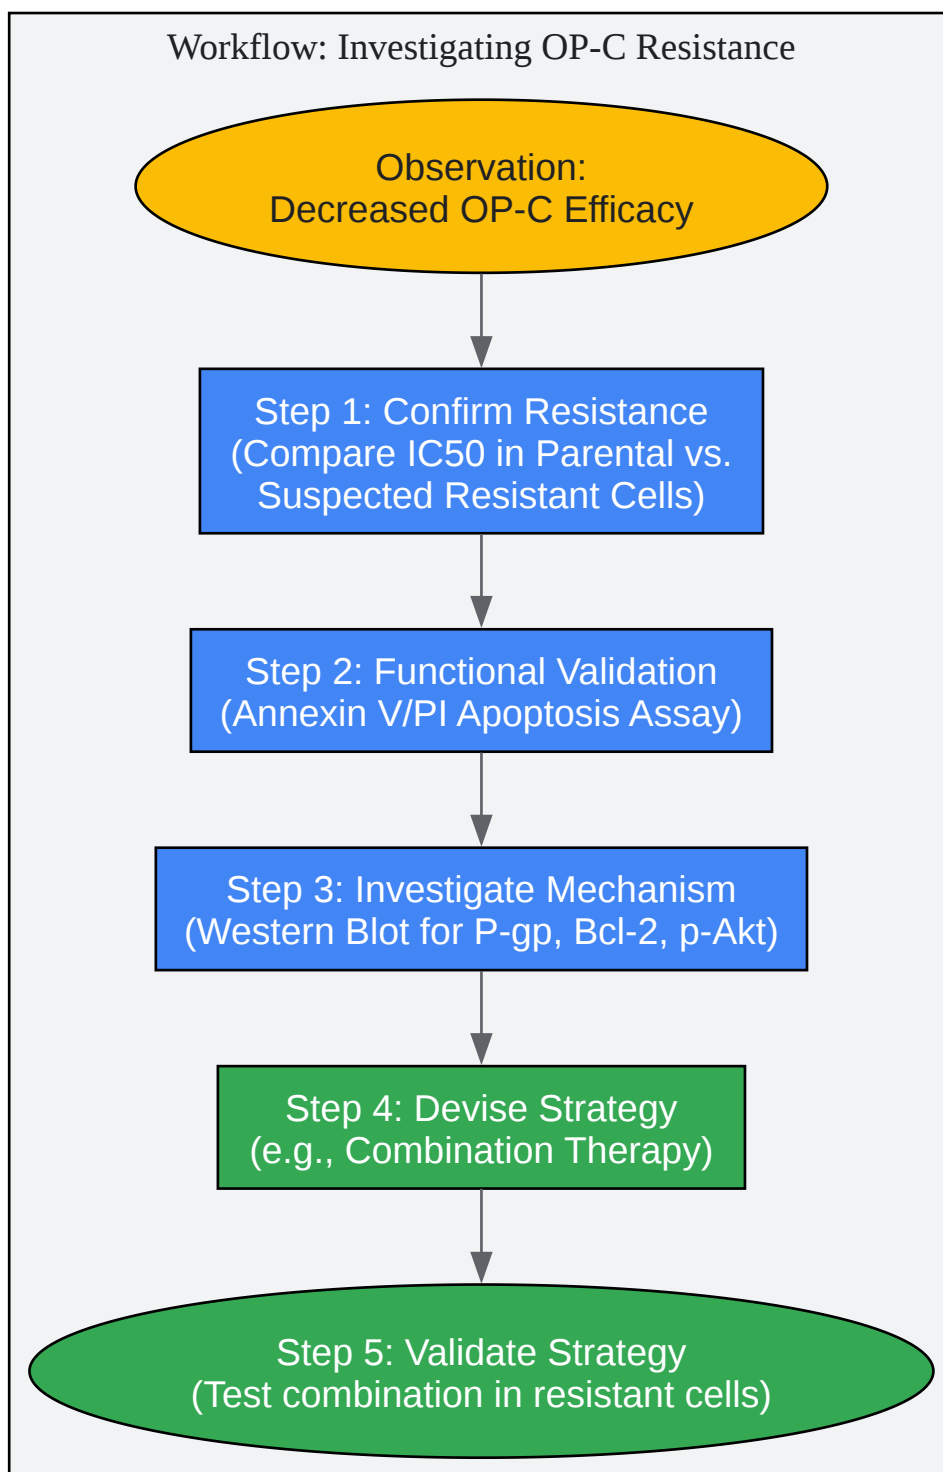 Workflow: Investigating OP-C Resistance
Observation:
Decreased OP-C Efficacy
Step 1: Confirm Resistance
(Compare IC50 in Parental vs.
Suspected Resistant Cells)
Step 2: Functional Validation
(Annexin V/PI Apoptosis Assay)
Step 3: Investigate Mechanism
(Western Blot for P-gp, Bcl-2, p-Akt)
Step 4: Devise Strategy
(e.g., Combination Therapy)
Step 5: Validate Strategy
(Test combination in resistant cells)